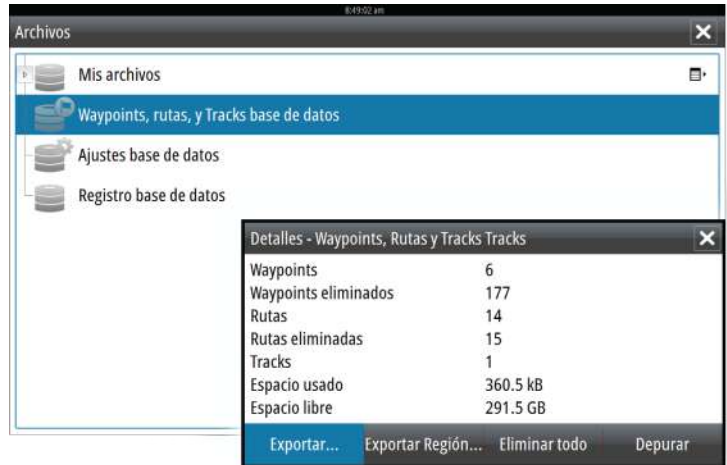 8:49:02 am
Archivos
Mis archivos
Waypoints, rutas, y Tracks base de datos
Ajustes base de datos
Registro base de datos
Detalles - Waypoints, Rutas y Tracks Tracks
Waypoints 6
Waypoints eliminados 177
Rutas 14
Rutas eliminadas 15
Tracks 1
Espacio usado 360.5 kB
Espacio libre 291.5 GB
Exportar... Exportar Región... Eliminar todo Depurar